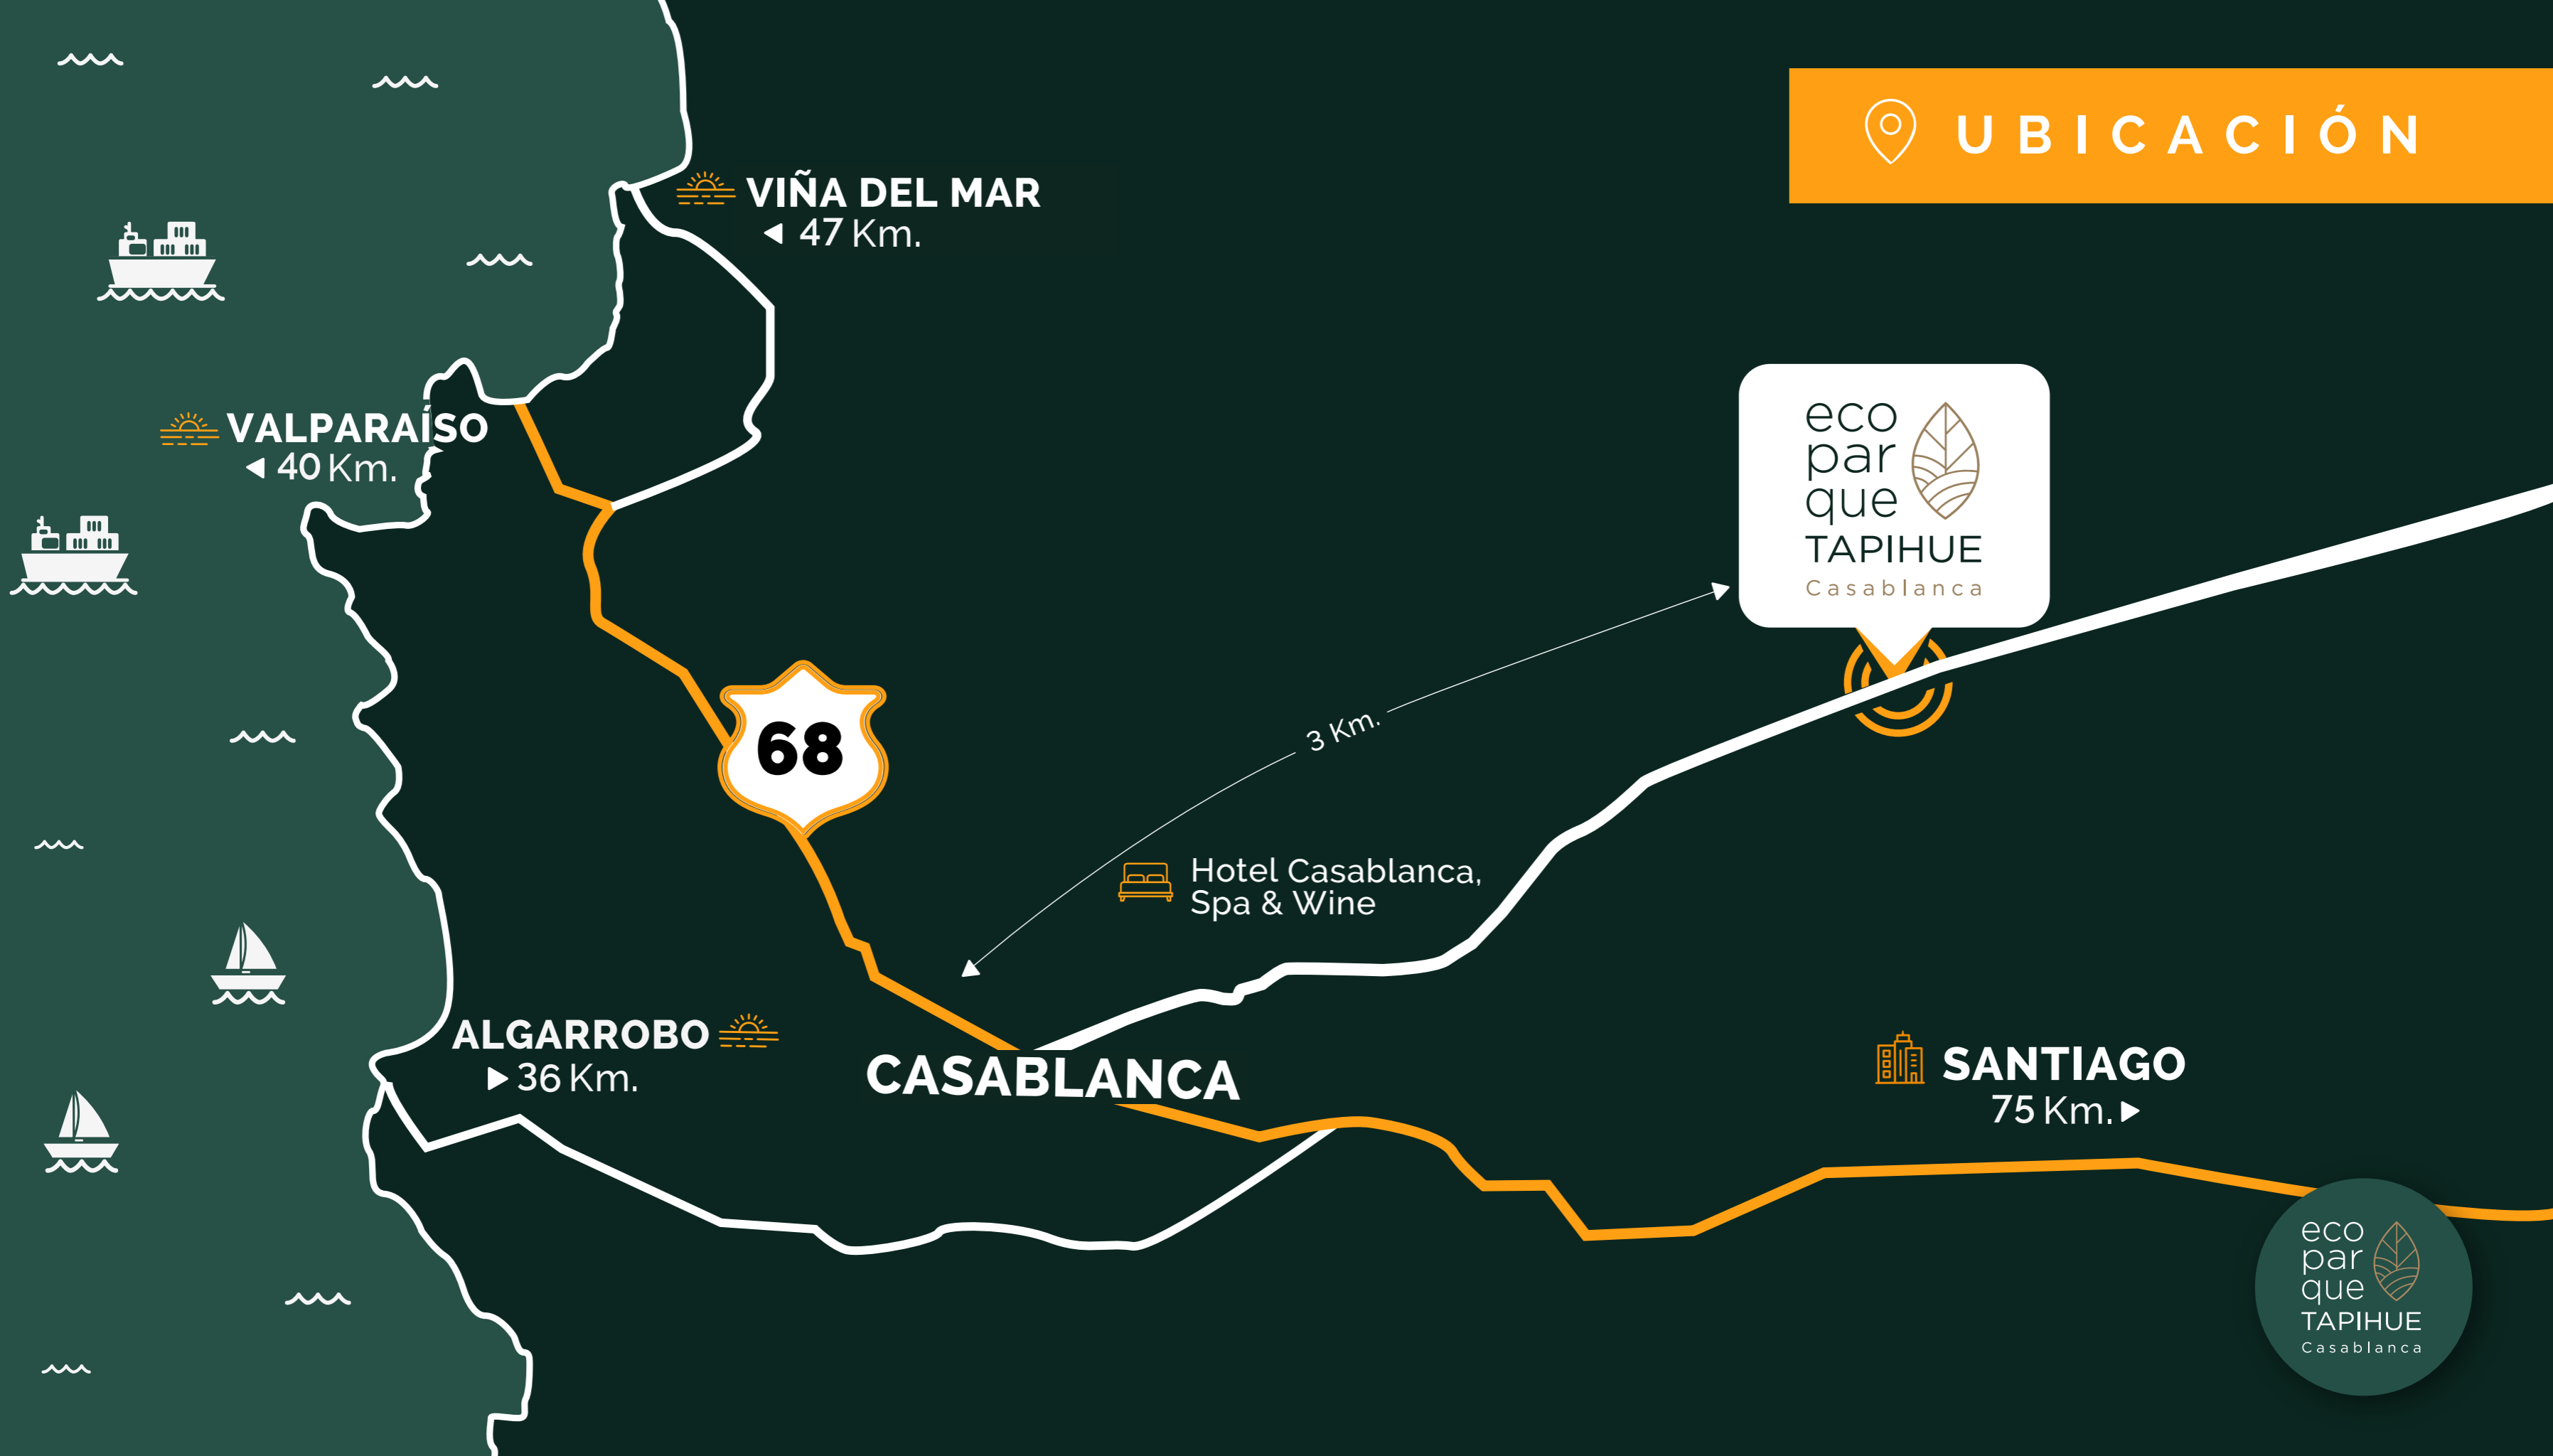 UBICACIÓN
VIÑA DEL MAR
47 Km.
VALPARAÍSO
40 Km.
eco
par
que
TAPIHUE
Casablanca
68
3 Km.
Hotel Casablanca,
Spa & Wine
ALGARROBO
36 Km.
CASABLANCA
SANTIAGO
75 Km.
eco
par
que
TAPIHUE
Casablanca